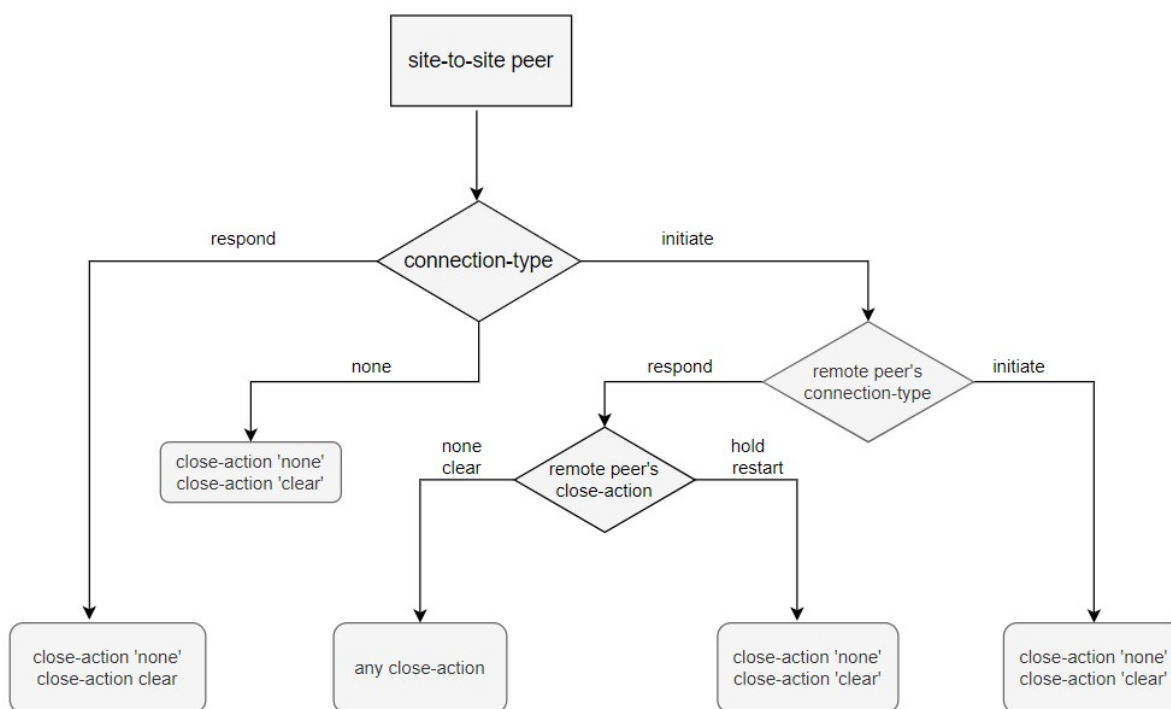 site-to-site peer
respond
initiate
connection-type
none
respond
remote peer's
connection-type
initiate
close-action 'none'
close-action 'clear'
none
clear
remote peer's
close-action
hold
restart
close-action 'none'
close-action clear
any close-action
close-action 'none'
close-action 'clear'
close-action 'none'
close-action 'clear'